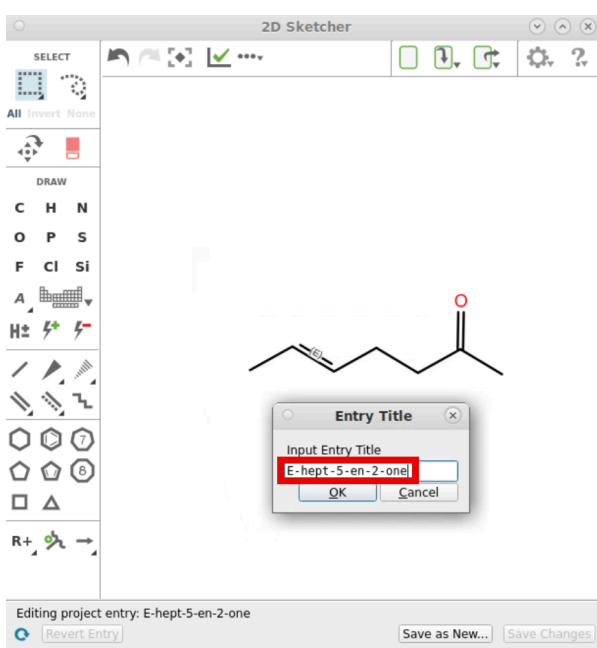 2D Sketcher
SELECT
All Invert None
DRAW
C H N
O P S
F Cl Si
A
H±
7
8
R+
O
(E)
Entry Title
Input Entry Title
E-hept-5-en-2-one
OK Cancel
Editing project entry: E-hept-5-en-2-one
Revert Entry Save as New... Save Changes